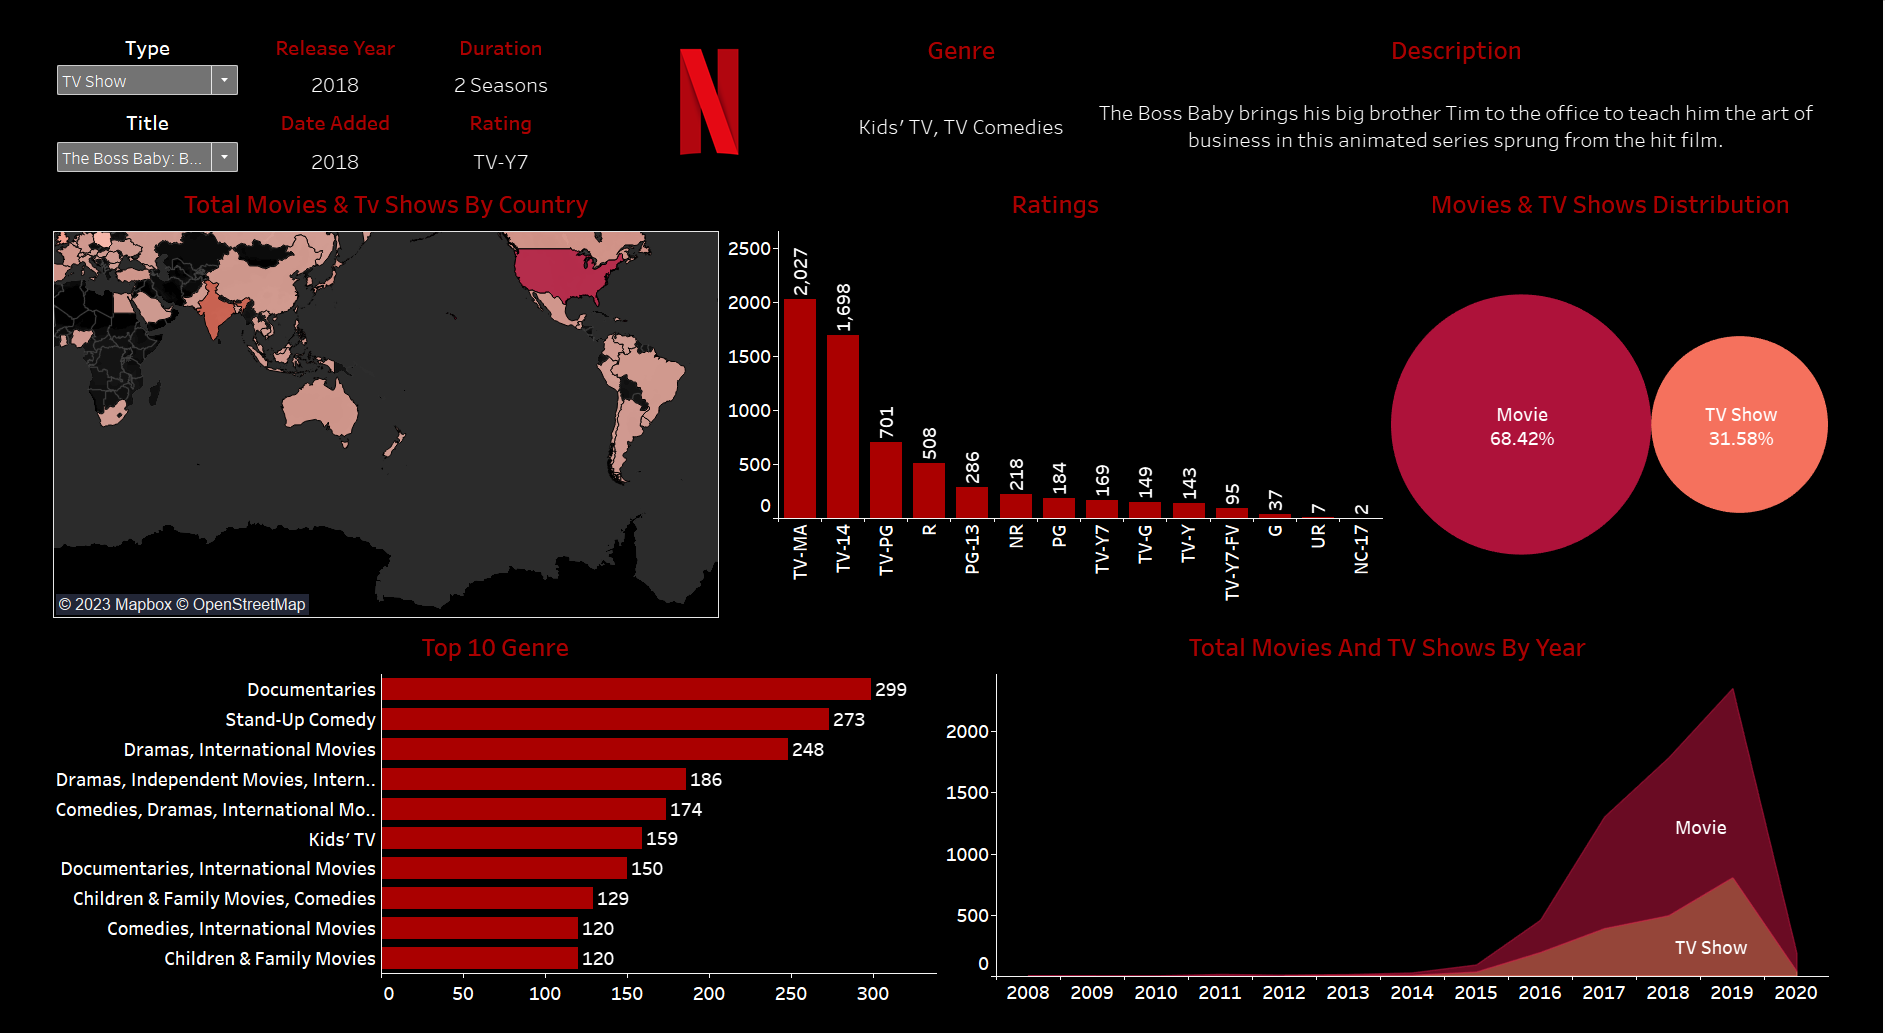 Type
TV Show
Title
The Boss Baby: B...
Release Year
2018
Date Added
2018
Duration
2 Seasons
Rating
TV-Y7
Genre
Kids’ TV, TV Comedies
Description
The Boss Baby brings his big brother Tim to the office to teach him the art of
business in this animated series sprung from the hit film.
Total Movies & Tv Shows By Country
© 2023 Mapbox © OpenStreetMap
Ratings
2500
2000
1500
1000
500
0
2,027
1,698
701
508
286
218
184
169
149
143
95
37
7
2
TV-MA
TV-14
TV-PG
R
PG-13
NR
PG
TV-Y7
TV-G
TV-Y
TV-Y7-FV
G
UR
NC-17
Movies & TV Shows Distribution
Movie
68.42%
TV Show
31.58%
Top 10 Genre
Documentaries 299
Stand-Up Comedy 273
Dramas, International Movies 248
Dramas, Independent Movies, Intern.. 186
Comedies, Dramas, International Mo.. 174
Kids’ TV 159
Documentaries, International Movies 150
Children & Family Movies, Comedies 129
Comedies, International Movies 120
Children & Family Movies 120
0 50 100 150 200 250 300
Total Movies And TV Shows By Year
2000
1500
1000
500
0
Movie
TV Show
2008 2009 2010 2011 2012 2013 2014 2015 2016 2017 2018 2019 2020